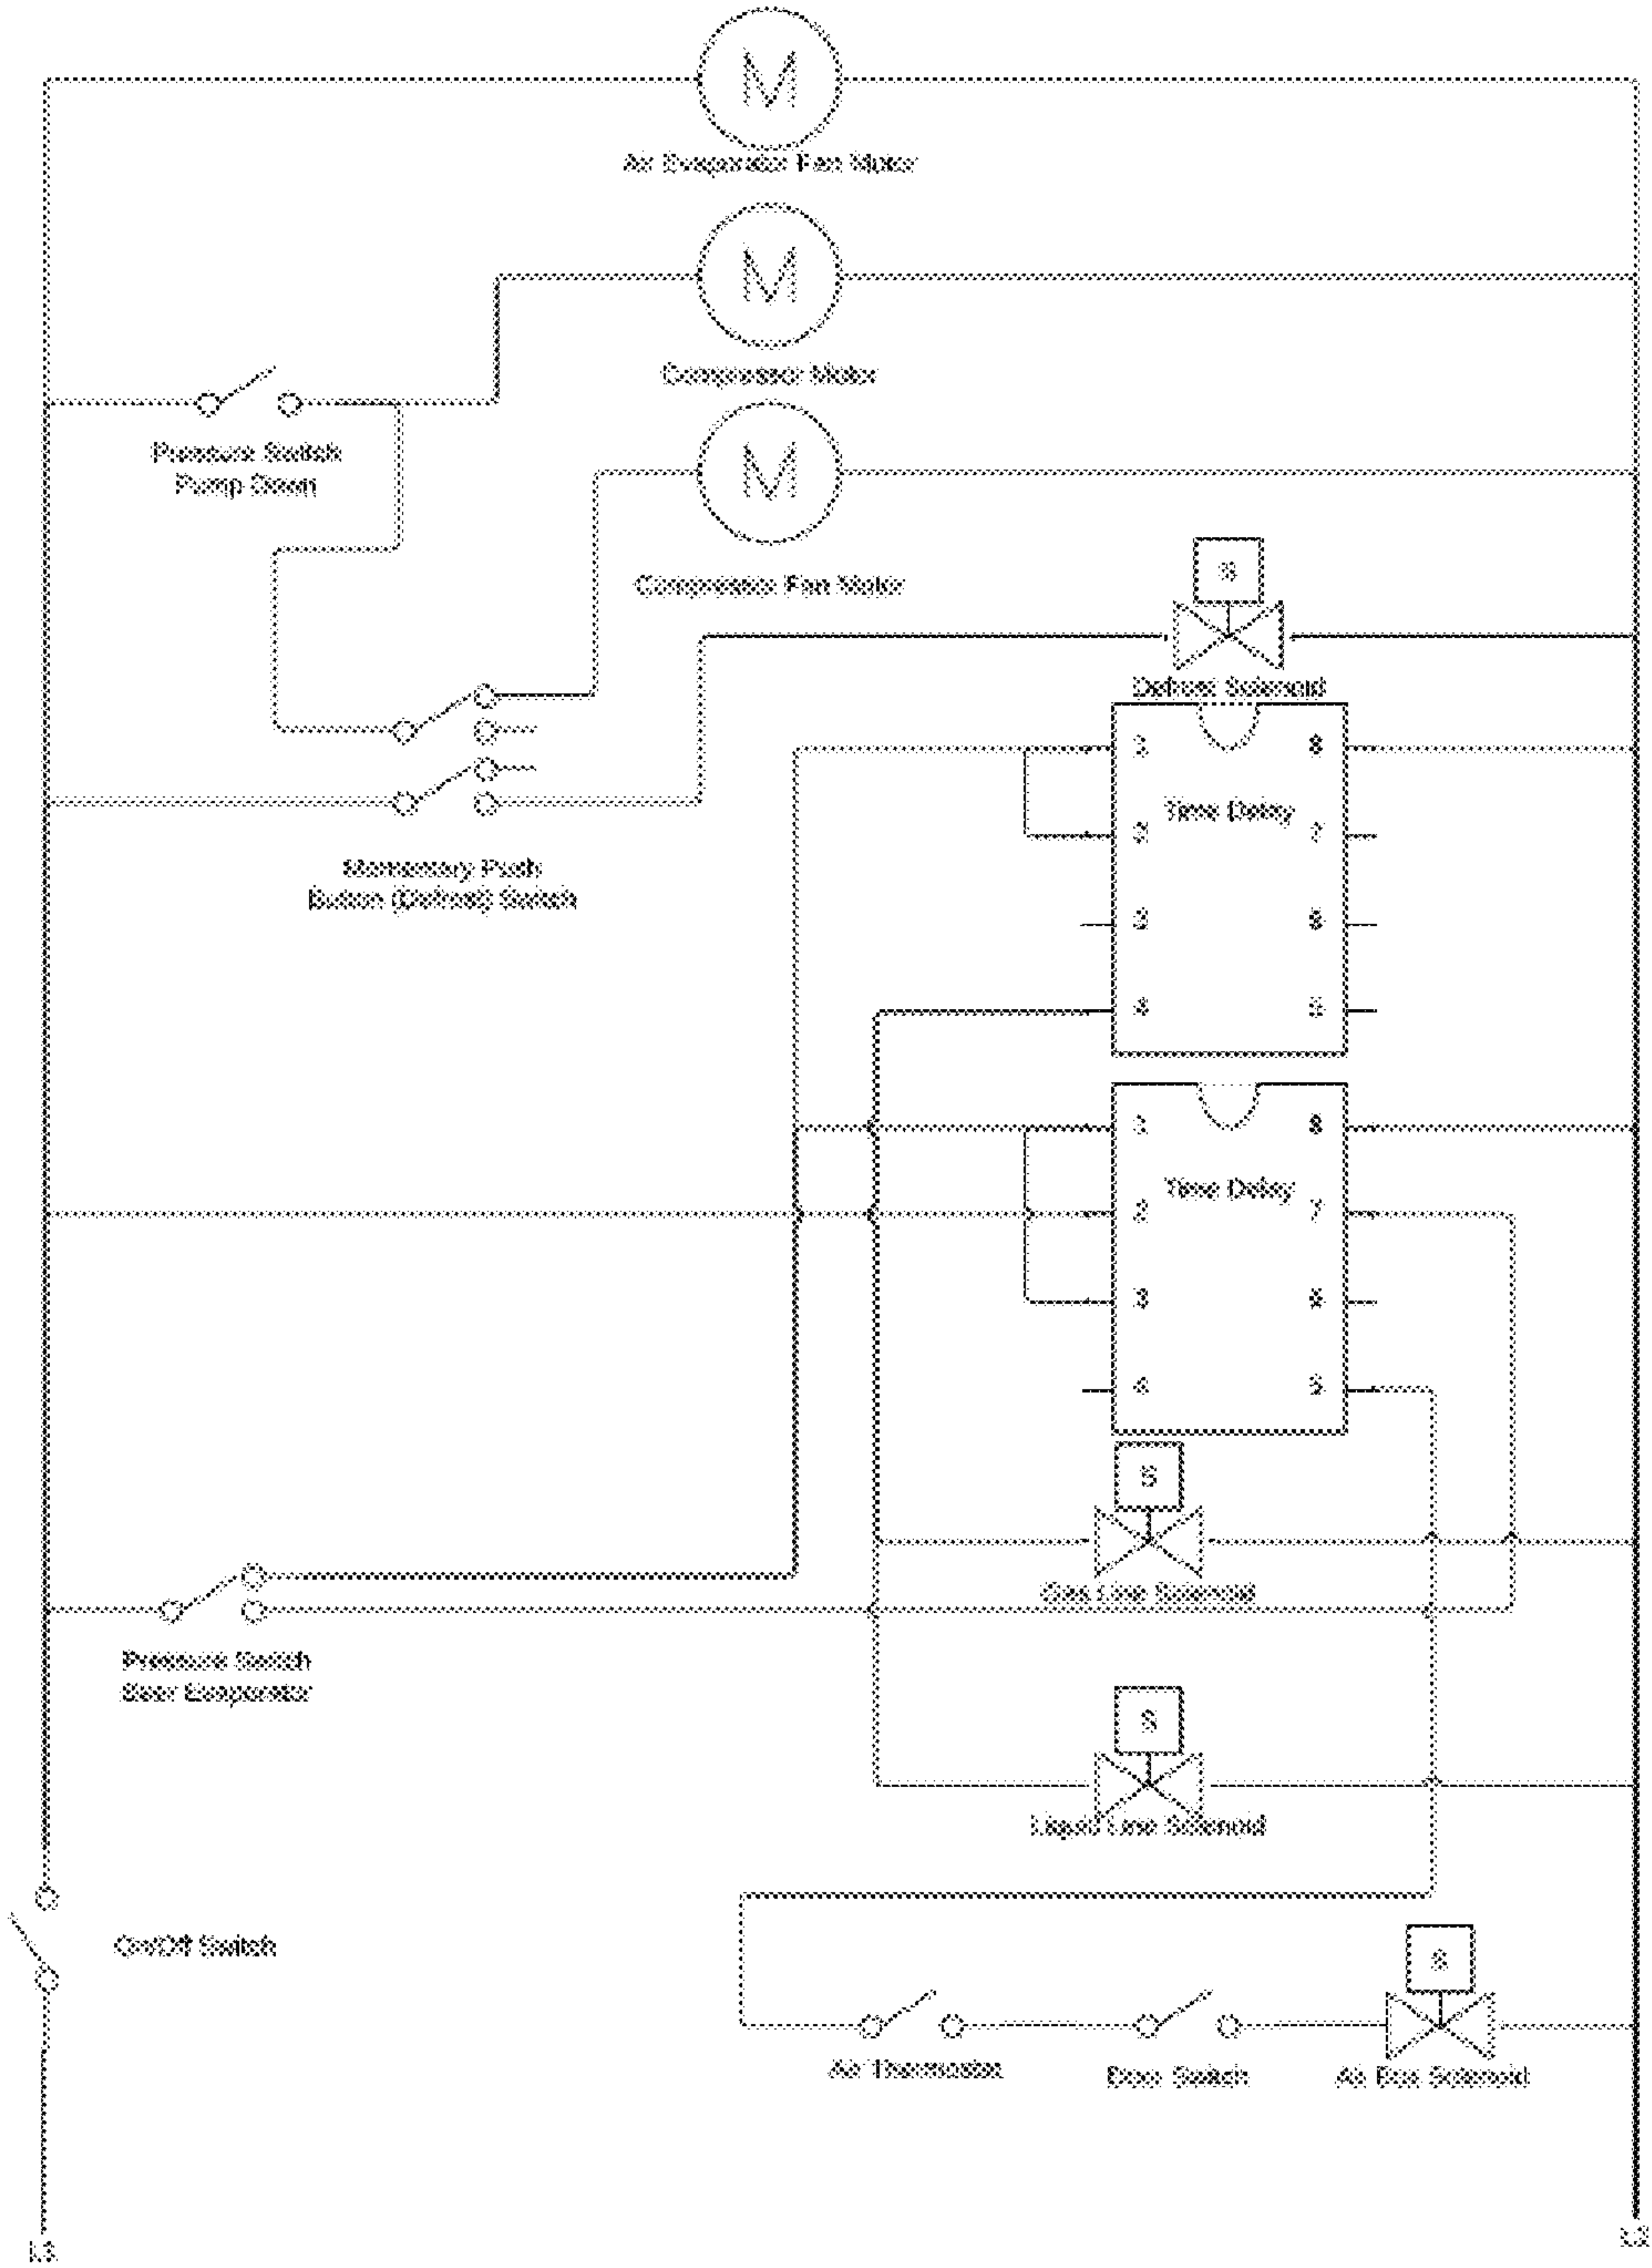 M
Air Evaporator Fan Motor
M
Compressor Motor
Pressure Switch
Pump Down
M
Compressor Fan Motor
S
Defrost Solenoid
1 8
Time Delay
2 7
3 6
4 5
Momentary Push
Button (Defrost) Switch
1 8
Time Delay
2 7
3 6
4 5
S
Gas Line Solenoid
Pressure Switch
Beer Evaporator
S
Liquid Line Solenoid
On/Off Switch
S
Air Thermostat
Door Switch
Air Box Solenoid
L1
L2